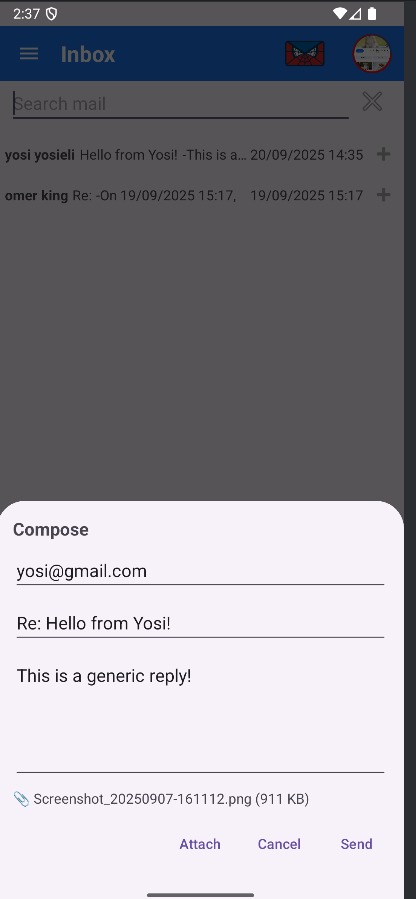 2:37
Inbox
Search mail
yosi yosieli Hello from Yosi! -This is a... 20/09/2025 14:35
omer king Re: -On 19/09/2025 15:17, 19/09/2025 15:17
Compose
yosi@gmail.com
Re: Hello from Yosi!
This is a generic reply!
Screenshot_20250907-161112.png (911 KB)
Attach Cancel Send